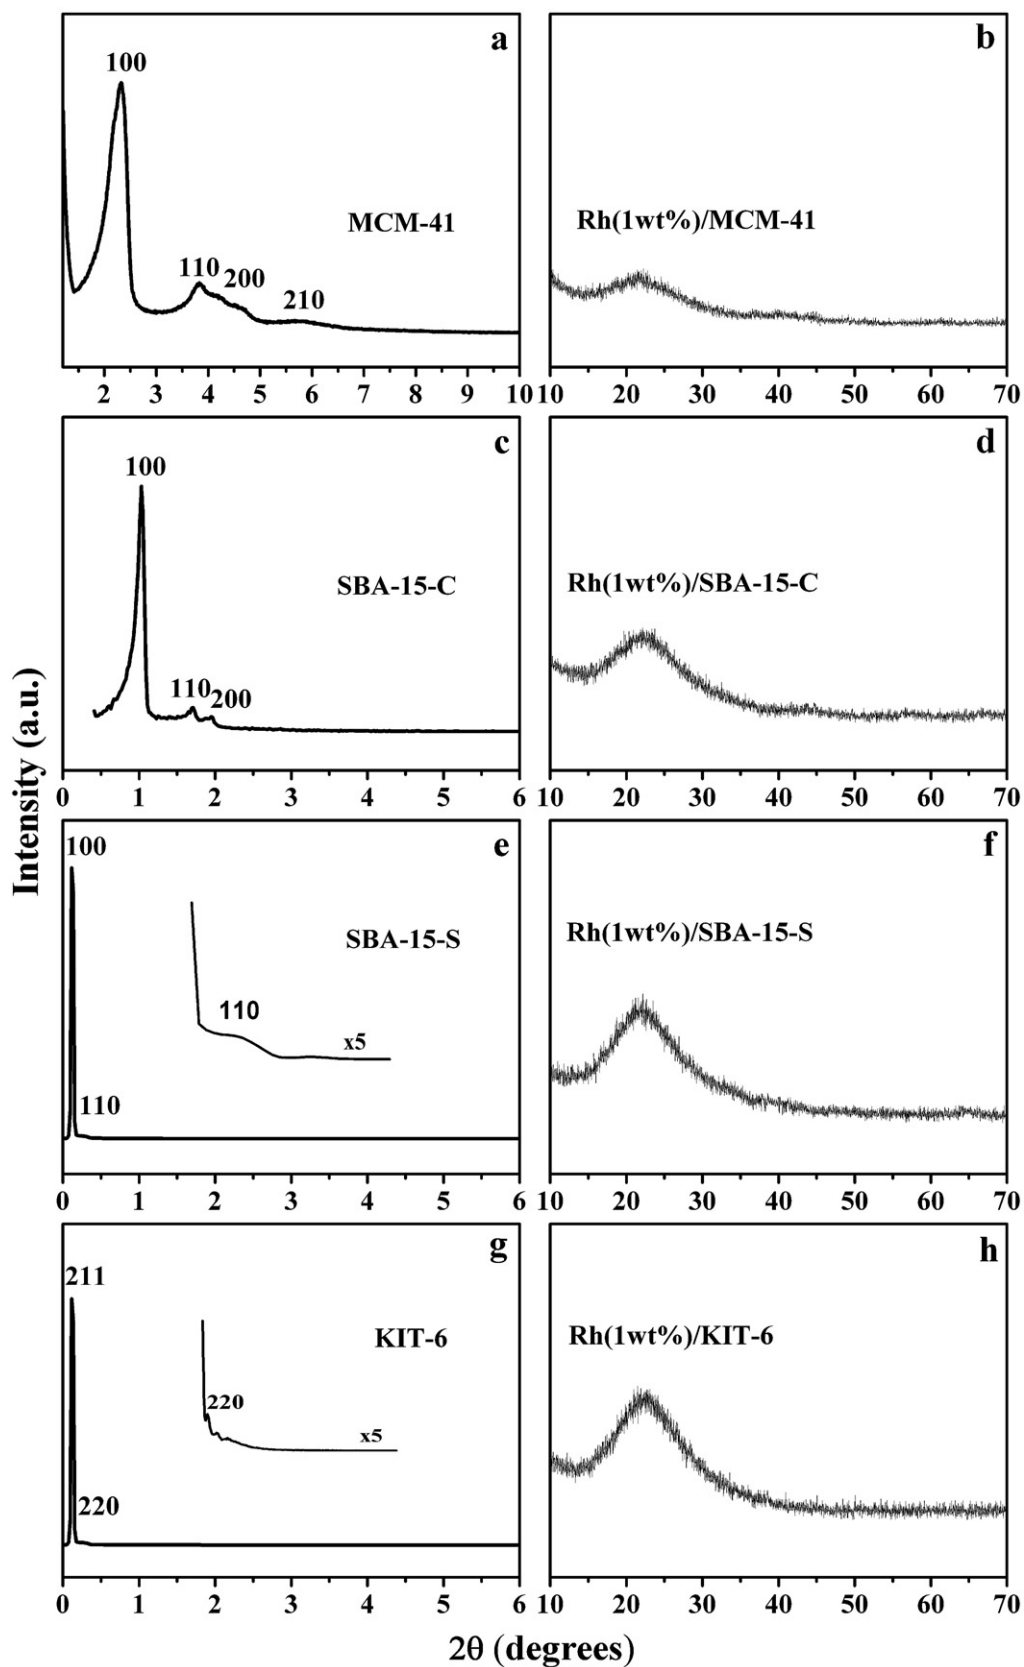 a
100
MCM-41
110
200
210
2 3 4 5 6 7 8 9 10
b
Rh(1wt%)/MCM-41
10 20 30 40 50 60 70
c
100
SBA-15-C
110
200
0 1 2 3 4 5 6
d
Rh(1wt%)/SBA-15-C
10 20 30 40 50 60 70
e
100
SBA-15-S
110
x5
110
0 1 2 3 4 5 6
f
Rh(1wt%)/SBA-15-S
10 20 30 40 50 60 70
g
211
KIT-6
220
x5
220
0 1 2 3 4 5 6
h
Rh(1wt%)/KIT-6
10 20 30 40 50 60 70
Intensity (a.u.)
2θ (degrees)